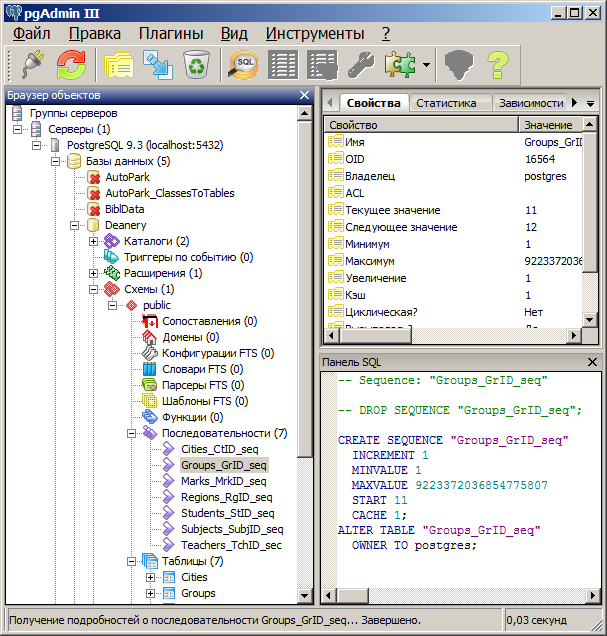 pgAdmin III
Файл Правка Плагины Вид Инструменты ?
SQL
Браузер объектов
Группы серверов
Серверы (1)
PostgreSQL 9.3 (localhost:5432)
Базы данных (5)
AutoPark
AutoPark_ClassesToTables
BiblData
Deanery
Каталоги (2)
Триггеры по событию (0)
Расширения (1)
Схемы (1)
public
Сопоставления (0)
Домены (0)
Конфигурации FTS (0)
Словари FTS (0)
Парсеры FTS (0)
Шаблоны FTS (0)
Функции (0)
Последовательности (7)
Cities_CtID_seq
Groups_GrID_seq
Marks_MrkID_seq
Regions_RgID_seq
Students_StID_seq
Subjects_SubjID_seq
Teachers_TchID_sec
Таблицы (7)
Cities
Groups
Свойства Статистика Зависимости
Свойство Значение
Имя Groups_GrI
OID 16564
Владелец postgres
ACL
Текущее значение 11
Следующее значение 12
Минимум 1
Максимум 922337203
Увеличение 1
Кэш 1
Циклическая? Нет
Панель SQL
-- Sequence: "Groups_GrID_seq"
-- DROP SEQUENCE "Groups_GrID_seq";
CREATE SEQUENCE "Groups_GrID_seq"
INCREMENT 1
MINVALUE 1
MAXVALUE 9223372036854775807
START 11
CACHE 1;
ALTER TABLE "Groups_GrID_seq"
OWNER TO postgres;
Получение подробностей о последовательности Groups_GrID_seq... Завершено. 0,03 секунд